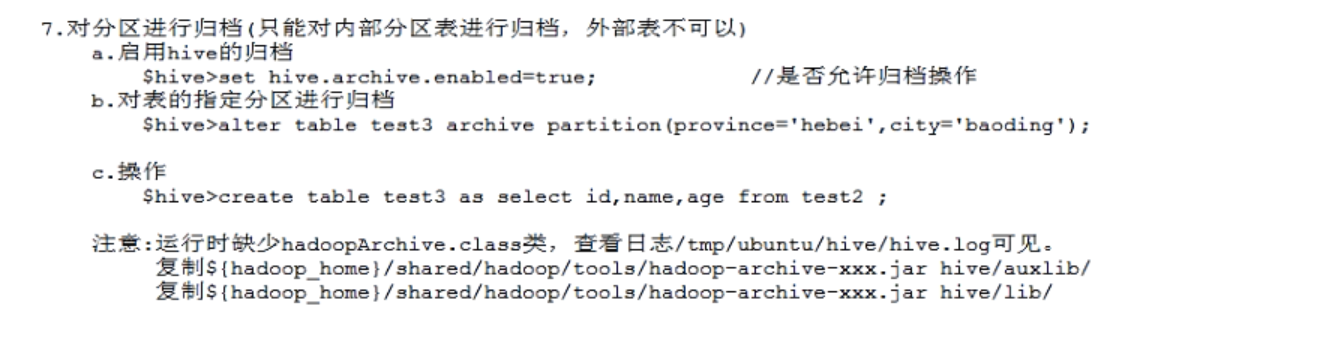 7.对分区进行归档(只能对内部分区表进行归档，外部表不可以)
a.启用hive的归档
$hive>set hive.archive.enabled=true; //是否允许归档操作
b.对表的指定分区进行归档
$hive>alter table test3 archive partition(province='hebei',city='baoding');
c.操作
$hive>create table test3 as select id,name,age from test2 ;
注意:运行时缺少hadoopArchive.class类，查看日志/tmp/ubuntu/hive/hive.log可见。
复制${hadoop_home}/shared/hadoop/tools/hadoop-archive-xxx.jar hive/auxlib/
复制${hadoop_home}/shared/hadoop/tools/hadoop-archive-xxx.jar hive/lib/